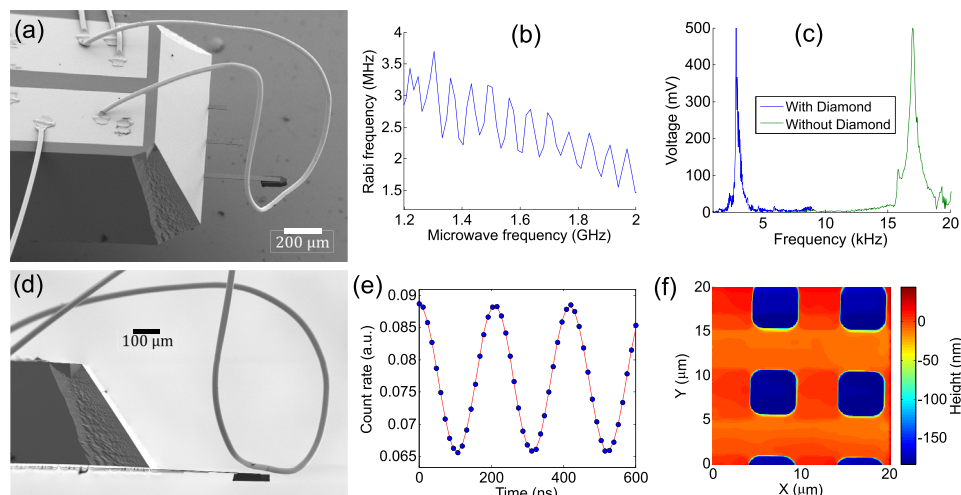 (a)
200 µm
(b)
Rabi frequency (MHz)
4
3.5
3
2.5
2
1.5
1.2
1.4
1.6
1.8
2
Microwave frequency (GHz)
(c)
Voltage (mV)
500
400
300
200
100
0
With Diamond
Without Diamond
5
10
15
20
Frequency (kHz)
(d)
100 µm
(e)
Count rate (a.u.)
0.09
0.085
0.08
0.075
0.07
0.065
0
200
400
600
Time (ns)
(f)
Y (µm)
20
15
10
5
0
0
10
20
X (µm)
0
-50
-100
-150
Height (nm)